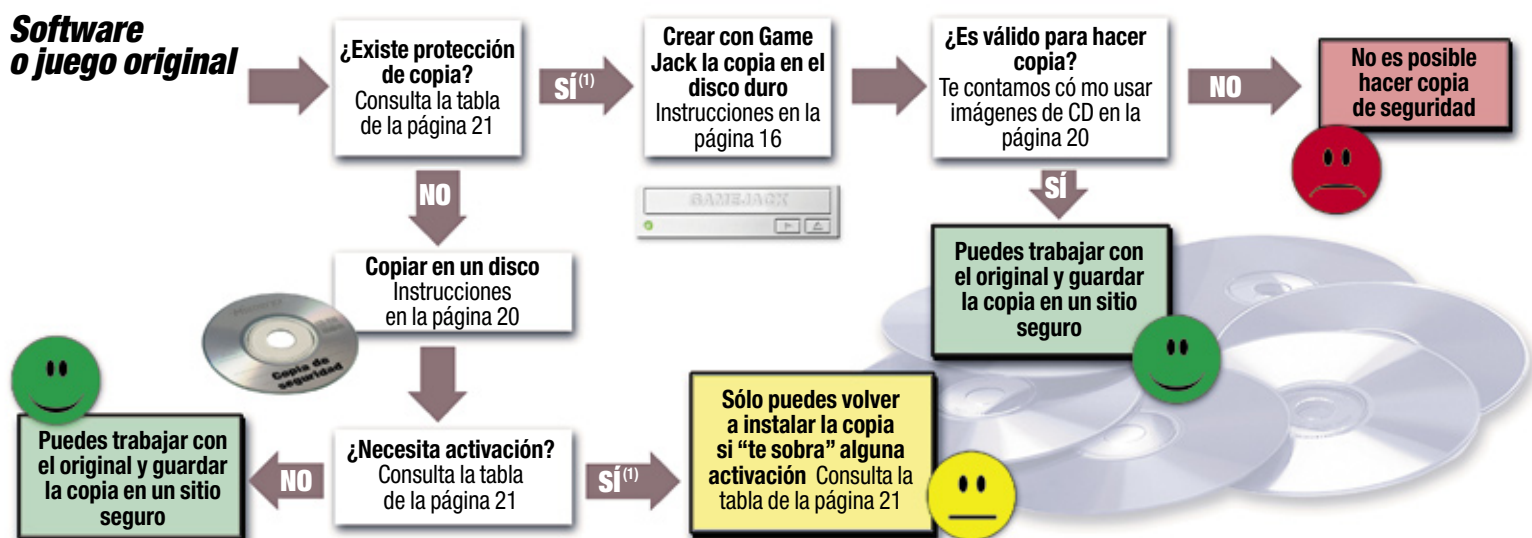 Software
o juego original
¿Existe protección
de copia?
Consulta la tabla
de la página 21
SÍ(1)
Crear con Game
Jack la copia en el
disco duro
Instrucciones en la
página 16
¿Es válido para hacer
copia?
Te contamos có mo usar
imágenes de CD en la
página 20
NO
No es posible
hacer copia
de seguridad
NO
GAMEJACK
SÍ
Copiar en un disco
Instrucciones
en la página 20
Copia de
seguridad
Puedes trabajar con
el original y guardar
la copia en un sitio
seguro
Puedes trabajar con
el original y guardar
la copia en un sitio
seguro
NO
¿Necesita activación?
Consulta la tabla
de la página 21
SÍ(1)
Sólo puedes volver
a instalar la copia
si “te sobra” alguna
activación Consulta la
tabla de la página 21